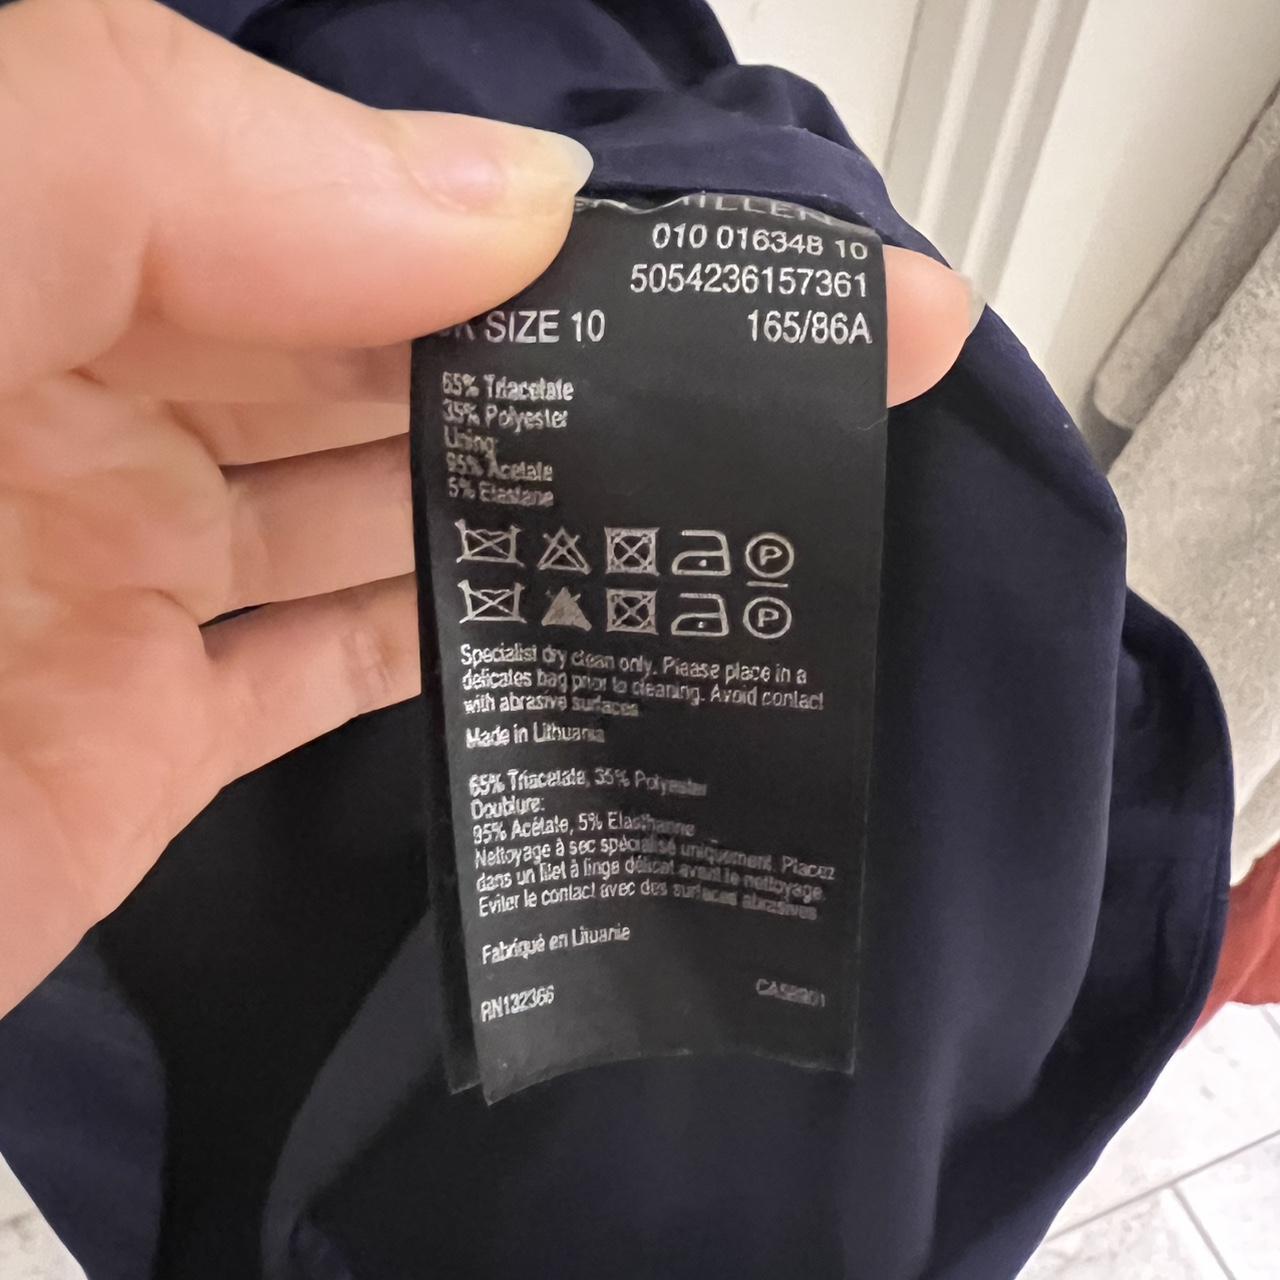 010 016348 10
5054236157361
SIZE 10 165/86A
65% Triacetate
35% Polyester
Lining:
95% Acetate
5% Elastane
P
P
Specialist dry clean only. Please place in a
delicates bag prior to cleaning. Avoid contact
with abrasive surfaces
Made in Lithuania
65% Triacetate, 35% Polyester
Doublure:
95% Acétate, 5% Elasthanne
Nettoyage à sec spécialisé uniquement. Placez
dans un filet à linge délicat avant le nettoyage.
Eviter le contact avec des surfaces abrasives
Fabriqué en Lituanie
RN132366